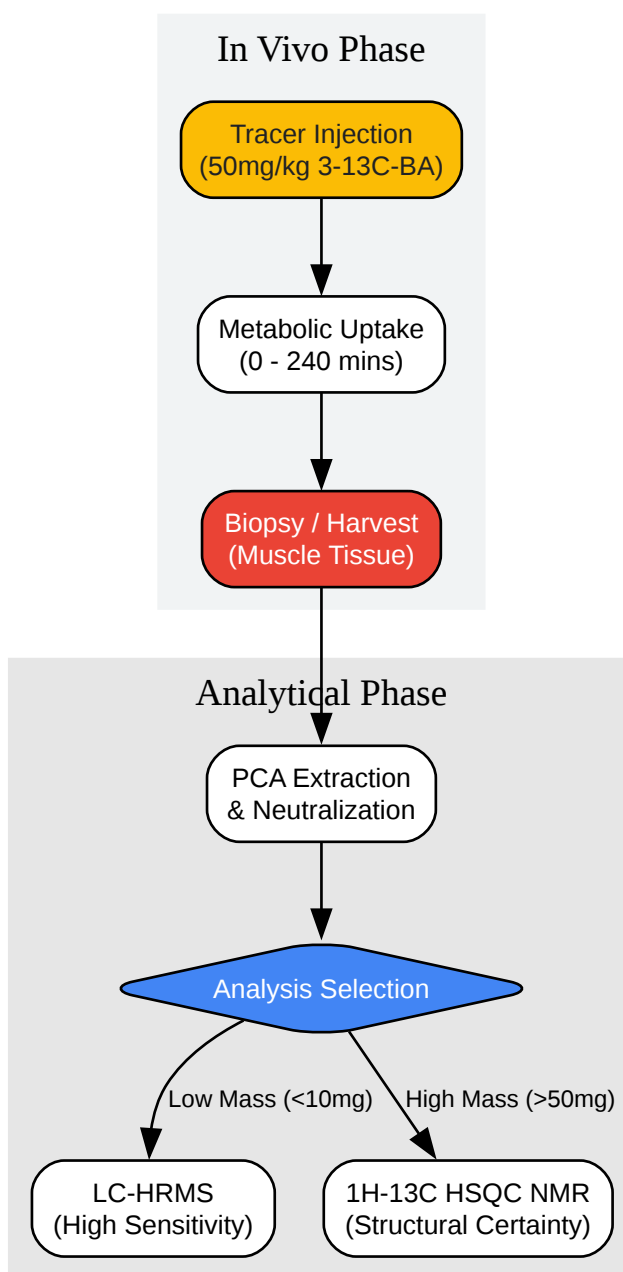 In Vivo Phase
Tracer Injection
(50mg/kg 3-13C-BA)
Metabolic Uptake
(0 - 240 mins)
Biopsy / Harvest
(Muscle Tissue)
Analytical Phase
PCA Extraction
& Neutralization
Analysis Selection
Low Mass (<10mg)
High Mass (>50mg)
LC-HRMS
(High Sensitivity)
1H-13C HSQC NMR
(Structural Certainty)